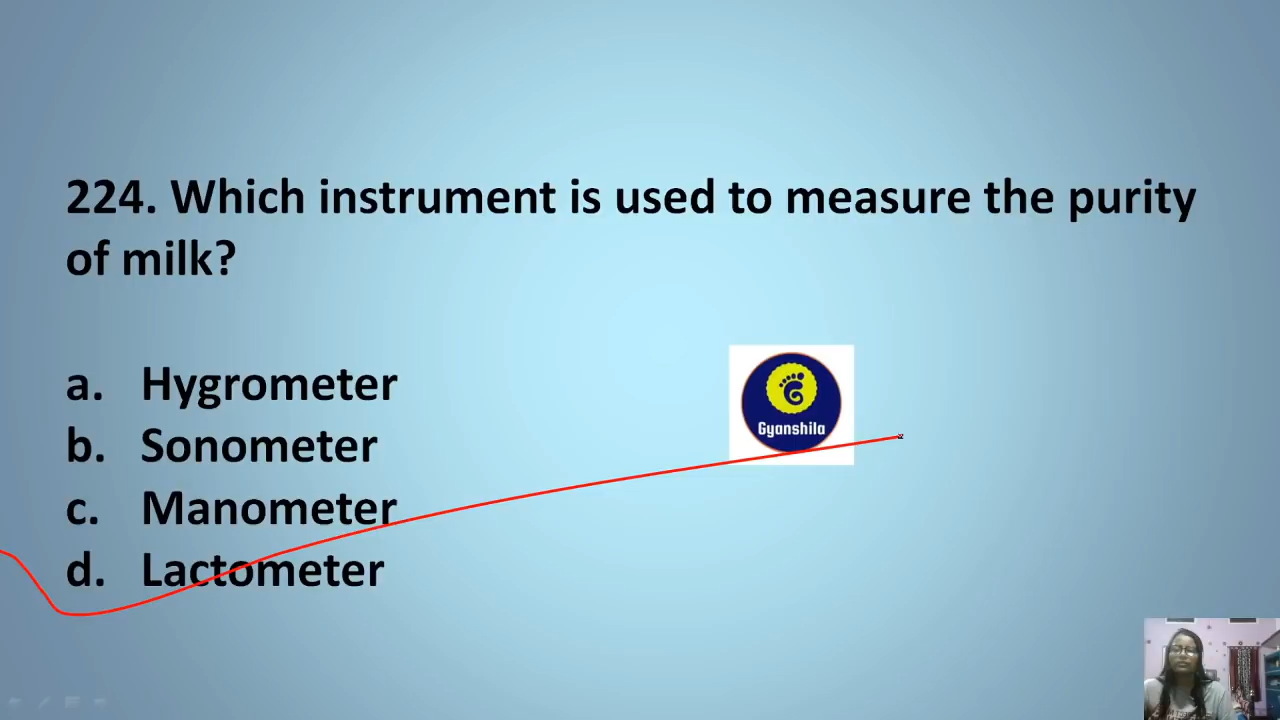 224. Which instrument is used to measure the purity
of milk?
a. Hygrometer
b. Sonometer
c. Manometer
d. Lactometer
Gyanshila